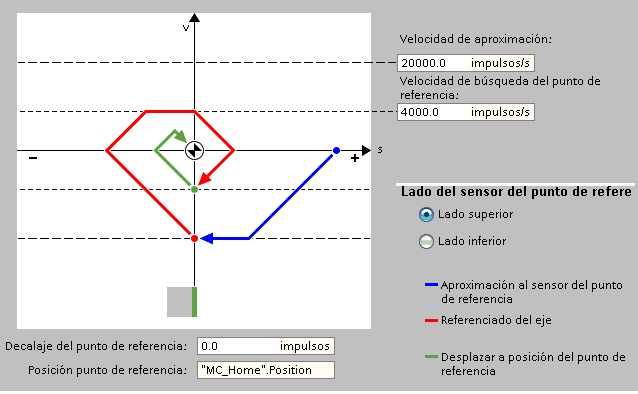 v
Velocidad de aproximación:
20000.0 impulsos/s
Velocidad de búsqueda del punto de
referencia:
4000.0 impulsos/s
s
- +
Lado del sensor del punto de refere
Lado superior
Lado inferior
Aproximación al sensor del punto
de referencia
Referenciado del eje
Desplazar a posición del punto de
referencia
Decalaje del punto de referencia: 0.0 impulsos
Posición punto de referencia: "MC_Home".Position